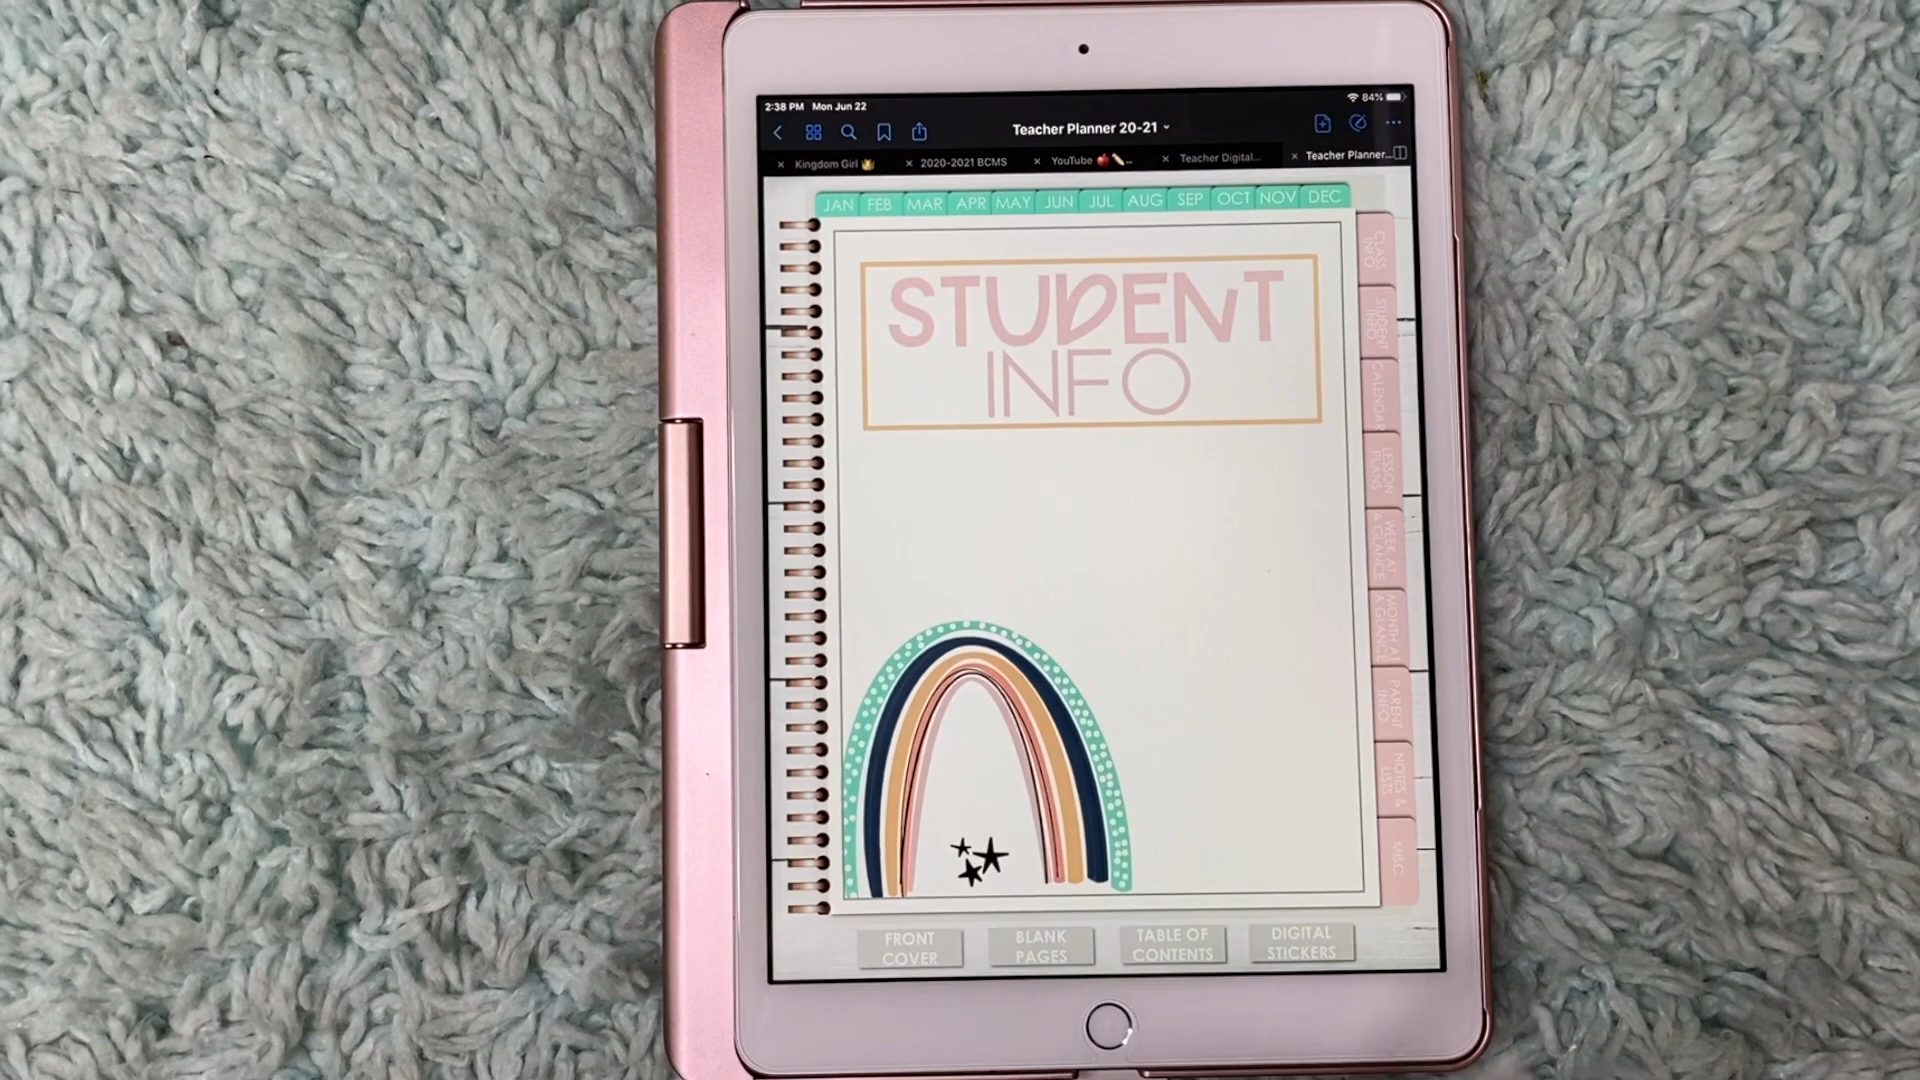 2:38 PM Mon Jun 22
84%
Teacher Planner 20-21
Kingdom Girl
2020-2021 BCMS
YouTube
Teacher Digital...
Teacher Planner...
JAN FEB MAR APR MAY JUN JUL AUG SEP OCT NOV DEC
STUDENT
INFO
CLASS
INFO
STUDENT
INFO
CALENDAR
LESSON
PLANS
WEEK AT
A GLANCE
MONTH AT
A GLANCE
PARENT
INFO
NOTES &
LISTS
MISC
FRONT
COVER
BLANK
PAGES
TABLE OF
CONTENTS
DIGITAL
STICKERS